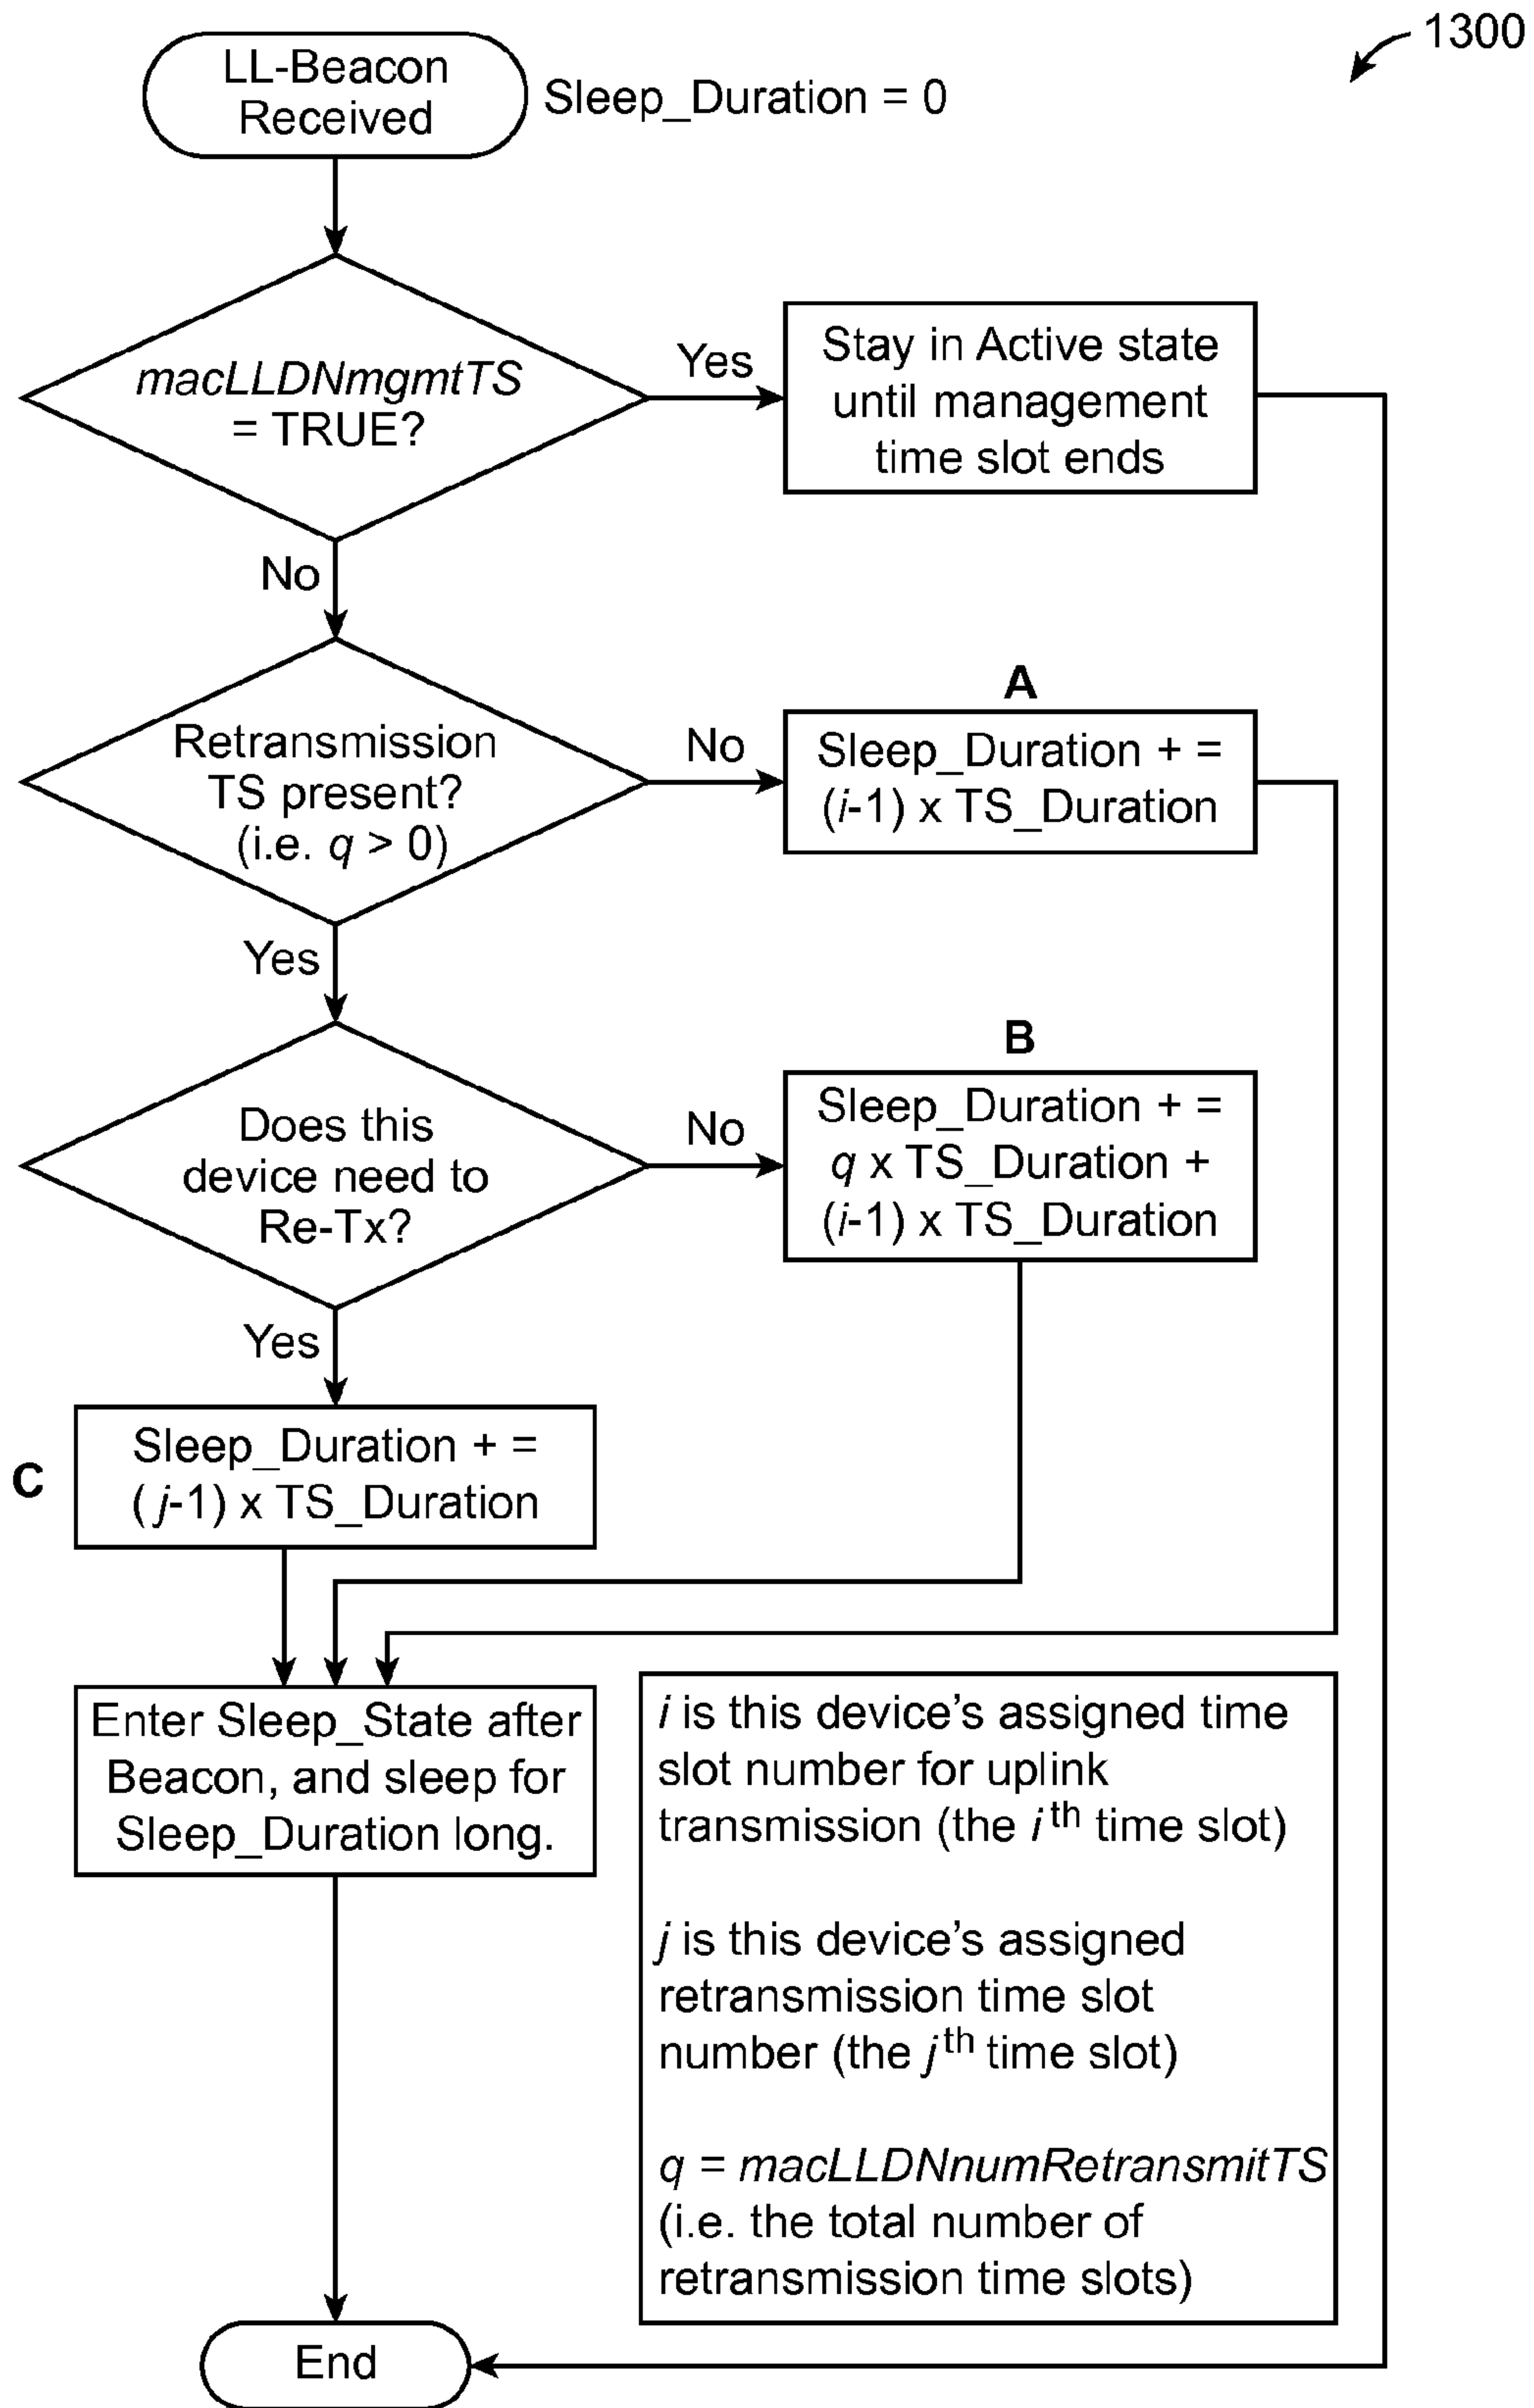 1300
LL-Beacon
Received
Sleep_Duration = 0
macLLDNmgmtTS
= TRUE?
Yes
Stay in Active state
until management
time slot ends
No
Retransmission
TS present?
(i.e. q > 0)
No
A
Sleep_Duration + =
(i-1) x TS_Duration
Yes
Does this
device need to
Re-Tx?
No
B
Sleep_Duration + =
q x TS_Duration +
(i-1) x TS_Duration
Yes
C
Sleep_Duration + =
(j-1) x TS_Duration
Enter Sleep_State after
Beacon, and sleep for
Sleep_Duration long.
i is this device's assigned time
slot number for uplink
transmission (the i th time slot)
j is this device's assigned
retransmission time slot
number (the j th time slot)
q = macLLDNnumRetransmitTS
(i.e. the total number of
retransmission time slots)
End